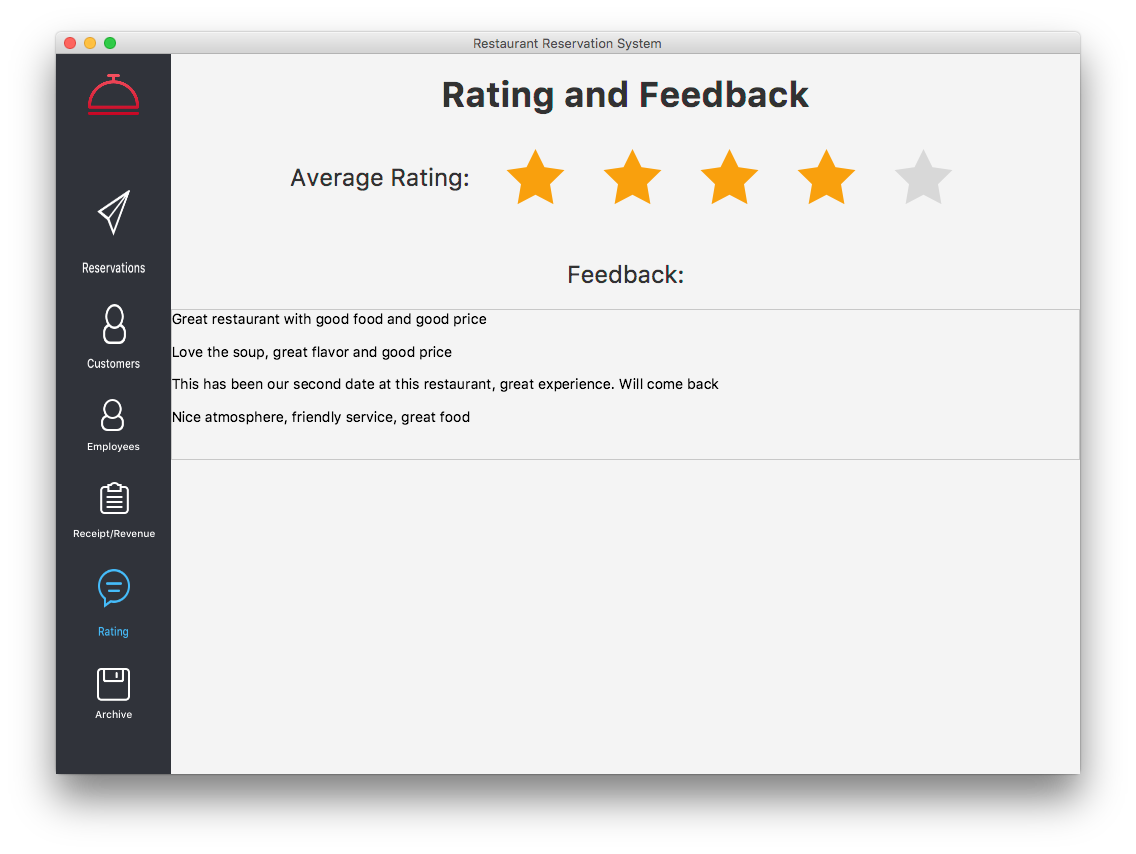 Restaurant Reservation System
Rating and Feedback
Average Rating:
Feedback:
Great restaurant with good food and good price
Love the soup, great flavor and good price
This has been our second date at this restaurant, great experience. Will come back
Nice atmosphere, friendly service, great food
Reservations
Customers
Employees
Receipt/Revenue
Rating
Archive